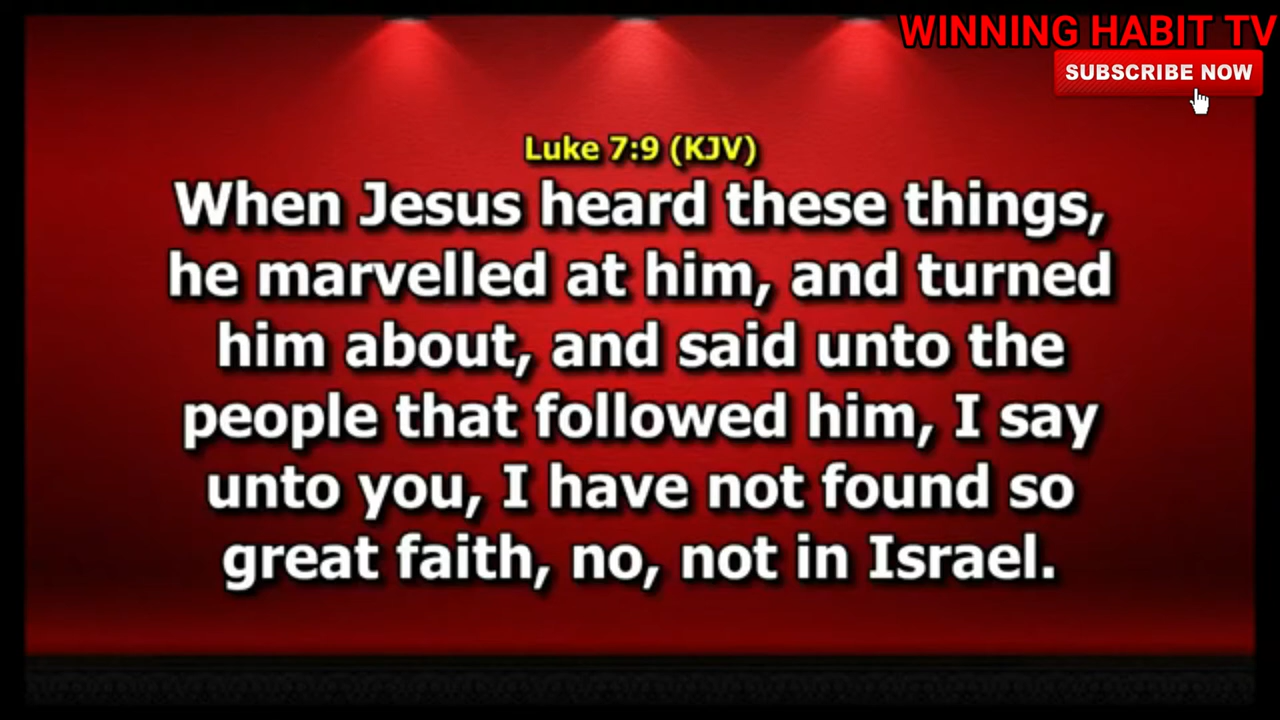 WINNING HABIT TV
SUBSCRIBE NOW
Luke 7:9 (KJV)
When Jesus heard these things,
he marvelled at him, and turned
him about, and said unto the
people that followed him, I say
unto you, I have not found so
great faith, no, not in Israel.